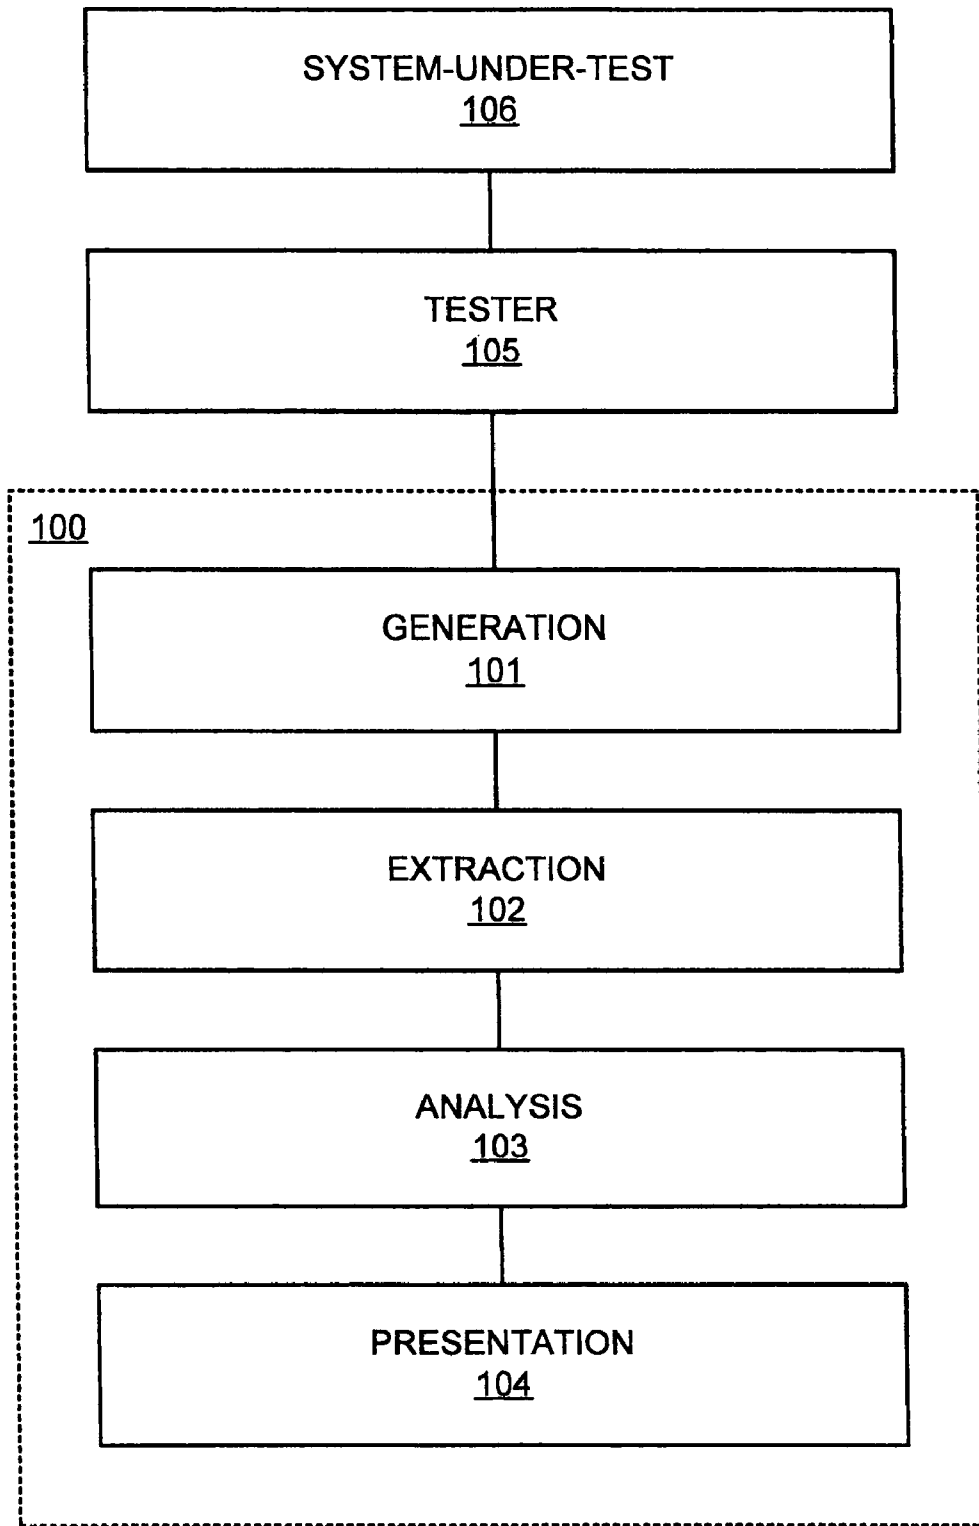 SYSTEM-UNDER-TEST
106
TESTER
105
100
GENERATION
101
EXTRACTION
102
ANALYSIS
103
PRESENTATION
104